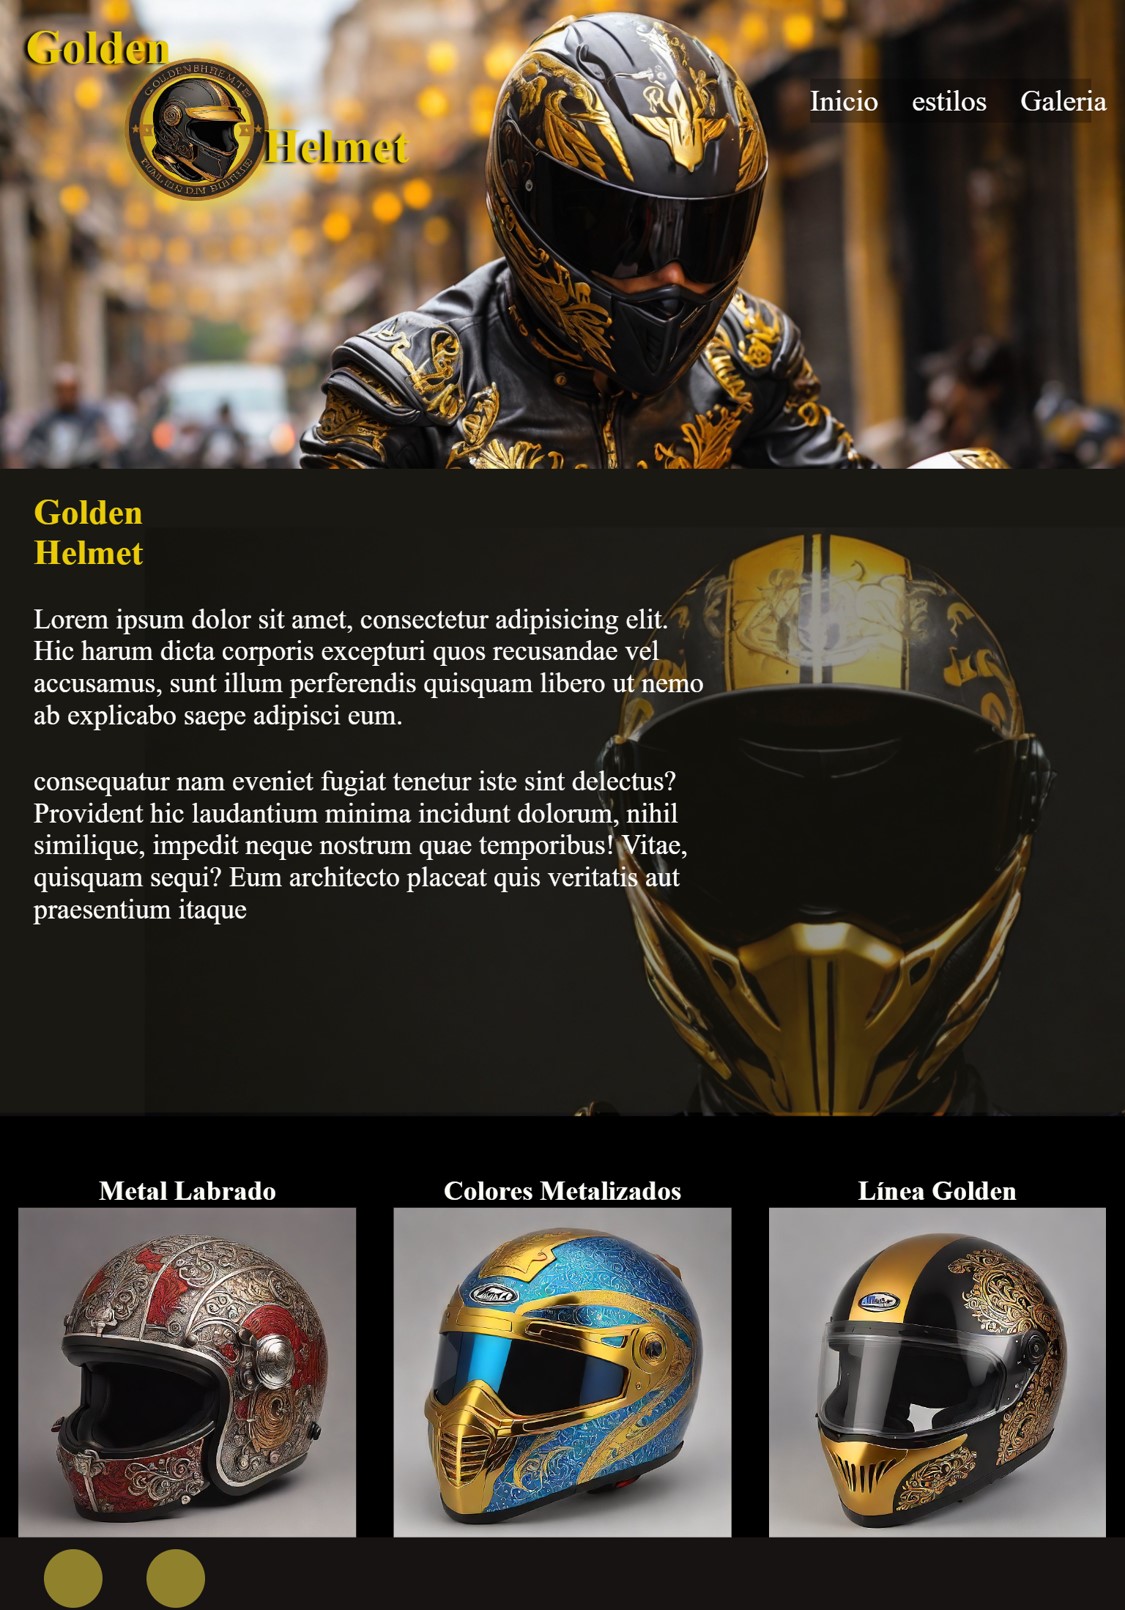 Golden
Helmet
Inicio estilos Galeria
Golden
Helmet
Lorem ipsum dolor sit amet, consectetur adipisicing elit.
Hic harum dicta corporis excepturi quos recusandae vel
accusamus, sunt illum perferendis quisquam libero ut nemo
ab explicabo saepe adipisci eum.
consequatur nam eveniet fugiat tenetur iste sint delectus?
Provident hic laudantium minima incidunt dolorum, nihil
similique, impedit neque nostrum quae temporibus! Vitae,
quisquam sequi? Eum architecto placeat quis veritatis aut
praesentium itaque
Metal Labrado
Colores Metalizados
Línea Golden